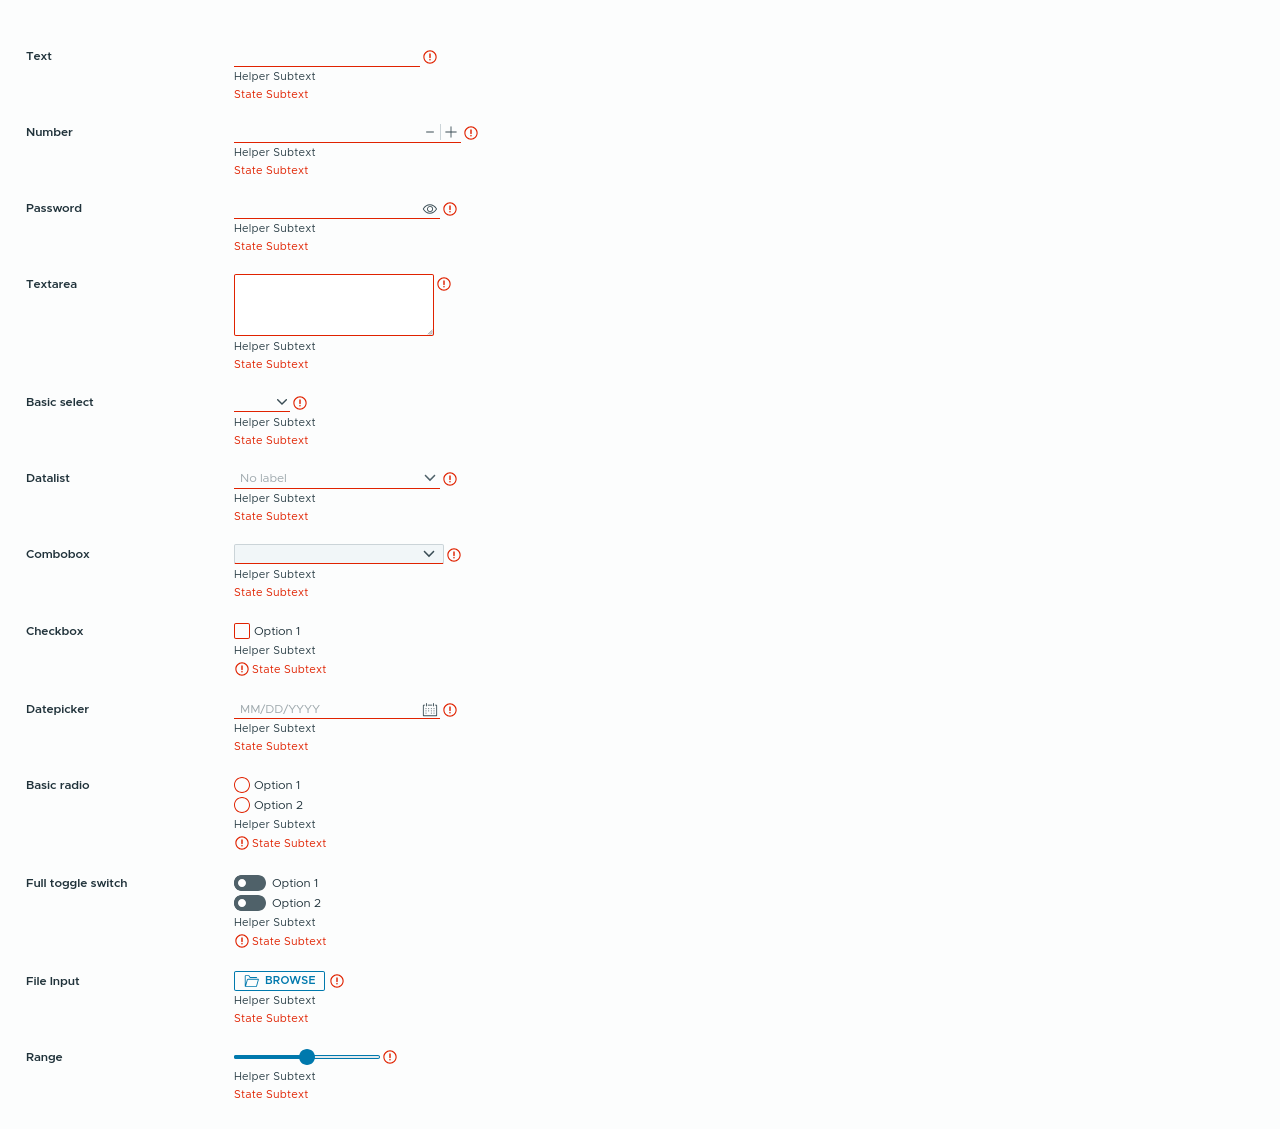 Text
Helper Subtext
State Subtext
Number
Helper Subtext
State Subtext
Password
Helper Subtext
State Subtext
Textarea
Helper Subtext
State Subtext
Basic select
Helper Subtext
State Subtext
Datalist
No label
Helper Subtext
State Subtext
Combobox
Helper Subtext
State Subtext
Checkbox
Option 1
Helper Subtext
State Subtext
Datepicker
MM/DD/YYYY
Helper Subtext
State Subtext
Basic radio
Option 1
Option 2
Helper Subtext
State Subtext
Full toggle switch
Option 1
Option 2
Helper Subtext
State Subtext
File Input
BROWSE
Helper Subtext
State Subtext
Range
Helper Subtext
State Subtext